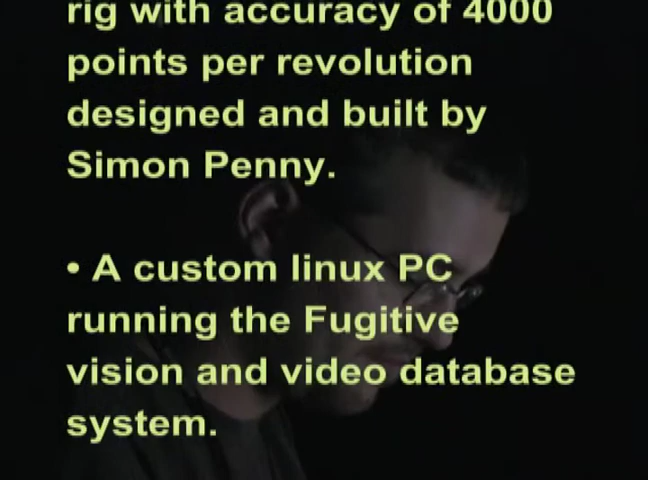 rig with accuracy of 4000
points per revolution
designed and built by
Simon Penny.
• A custom linux PC
running the Fugitive
vision and video database
system.